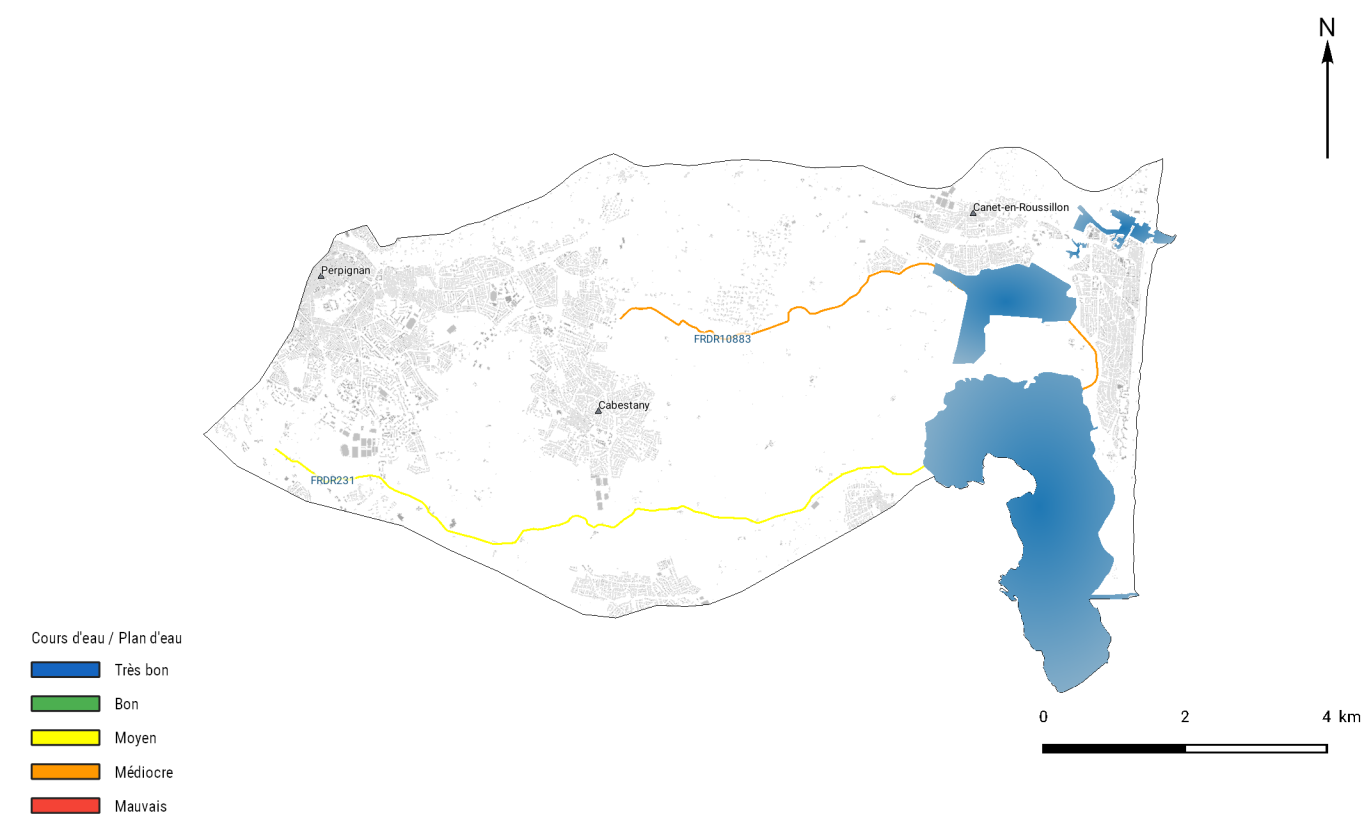 N
Canet-en-Roussillon
Perpignan
FRDR10883
Cabestany
FRDR231
Cours d'eau / Plan d'eau
Très bon
Bon
Moyen
Médiocre
Mauvais
0 2 4 km